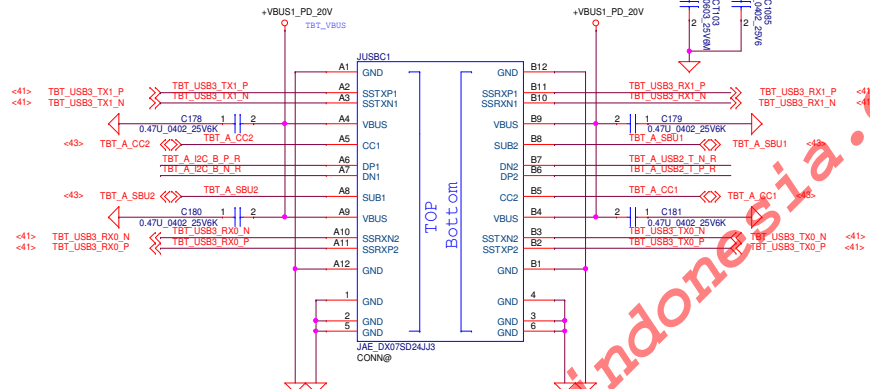 +VBUS1_PD_20V
TBT_VBUS
+VBUS1_PD_20V
2
CT103
0603_25V6M
2
C1085
0402_25V6
JUSBC1
A1 GND
GND B12
<41> TBT_USB3_TX1_P TBT_USB3_TX1_P A2 SSTXP1
SSRXP1 B11 TBT_USB3_RX1_P TBT_USB3_RX1_P
<41> TBT_USB3_TX1_N TBT_USB3_TX1_N A3 SSTXN1
SSRXN1 B10 TBT_USB3_RX1_N TBT_USB3_RX1_N
C178 1 2 A4 VBUS
0.47U_0402_25V6K
VBUS B9 2 1 C179
0.47U_0402_25V6K
<43> TBT_A_CC2 TBT_A_CC2 A5 CC1
SUB2 B8 TBT_A_SBU1 TBT_A_SBU1 <43>
TBT_A_I2C_B_P_R A6 DP1
DN2 B7 TBT_A_USB2_T_N_R
TBT_A_I2C_B_N_R A7 DN1
DP2 B6 TBT_A_USB2_T_P_R
<43> TBT_A_SBU2 TBT_A_SBU2 A8 SUB1
CC2 B5 TBT_A_CC1 TBT_A_CC1 <43>
C180 1 2 A9 VBUS
0.47U_0402_25V6K
VBUS B4 2 1 C181
0.47U_0402_25V6K
<41> TBT_USB3_RX0_N TBT_USB3_RX0_N A10 SSRXN2
SSTXN2 B3 TBT_USB3_TX0_N TBT_USB3_TX0_N <41>
<41> TBT_USB3_RX0_P TBT_USB3_RX0_P A11 SSRXP2
SSTXP2 B2 TBT_USB3_TX0_P TBT_USB3_TX0_P <41>
A12 GND
GND B1
1 GND
GND 4
2 GND
GND 3
5 GND
GND 6
TOP
Bottom
JAE_DX07SD24JJ3
CONN@
indonesia.